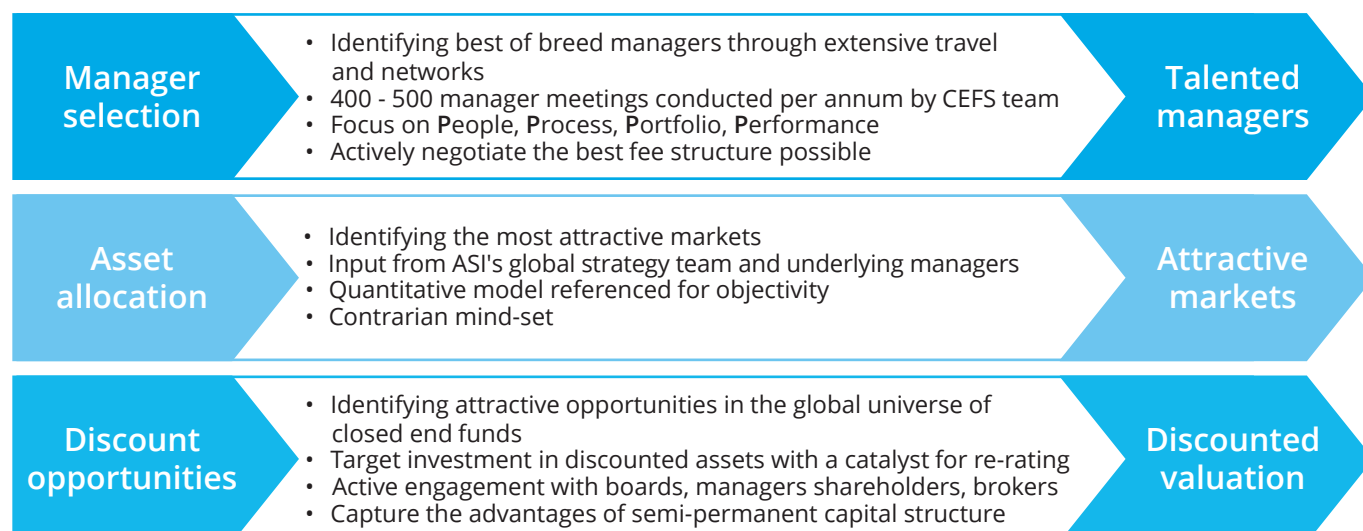 Manager
selection
• Identifying best of breed managers through extensive travel
and networks
• 400 - 500 manager meetings conducted per annum by CEFS team
• Focus on People, Process, Portfolio, Performance
• Actively negotiate the best fee structure possible
Talented
managers
Asset
allocation
• Identifying the most attractive markets
• Input from ASI's global strategy team and underlying managers
• Quantitative model referenced for objectivity
• Contrarian mind-set
Attractive
markets
Discount
opportunities
• Identifying attractive opportunities in the global universe of
closed end funds
• Target investment in discounted assets with a catalyst for re-rating
• Active engagement with boards, managers shareholders, brokers
• Capture the advantages of semi-permanent capital structure
Discounted
valuation